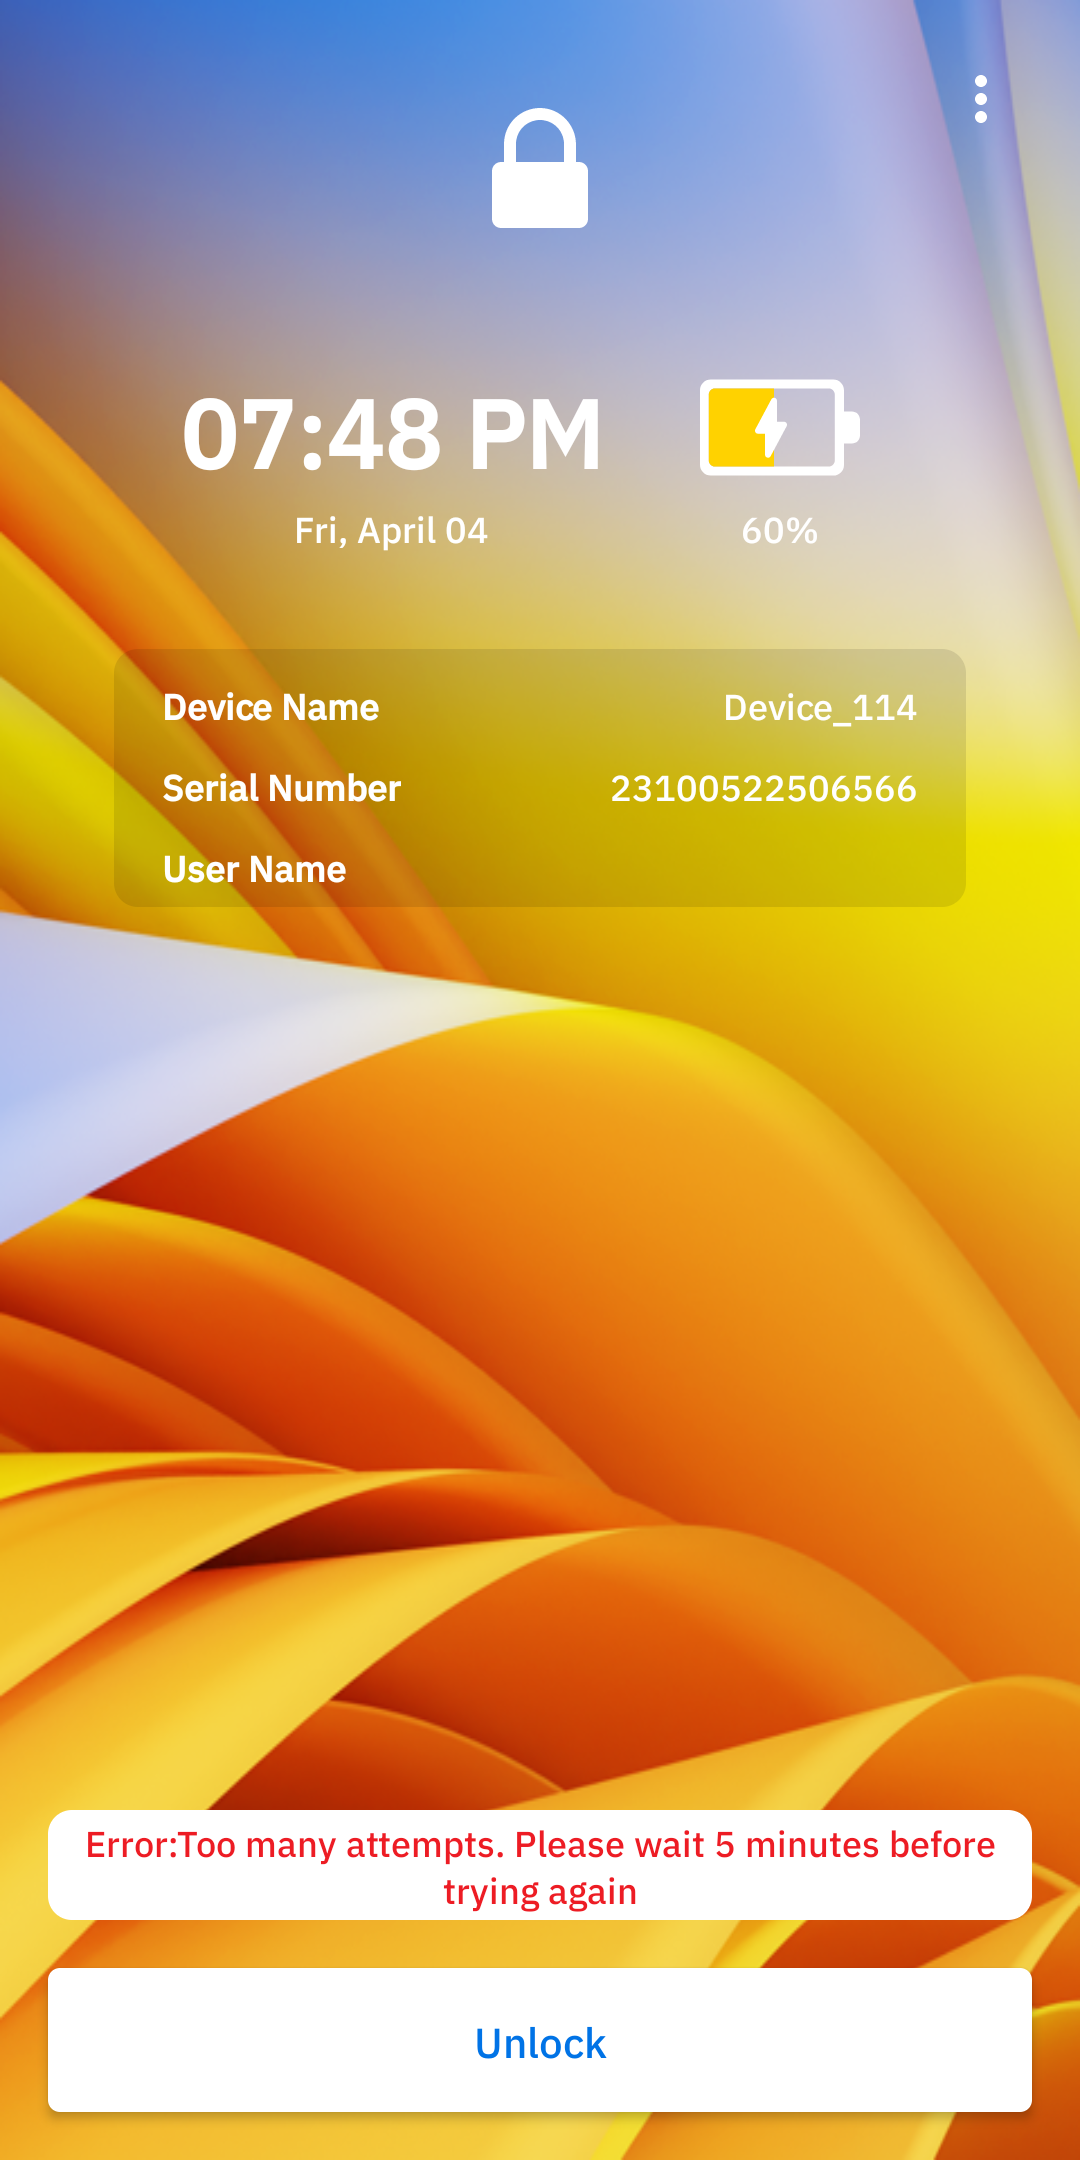 07:48 PM
Fri, April 04
60%
Device Name Device_114
Serial Number 23100522506566
User Name
Error:Too many attempts. Please wait 5 minutes before
trying again
Unlock